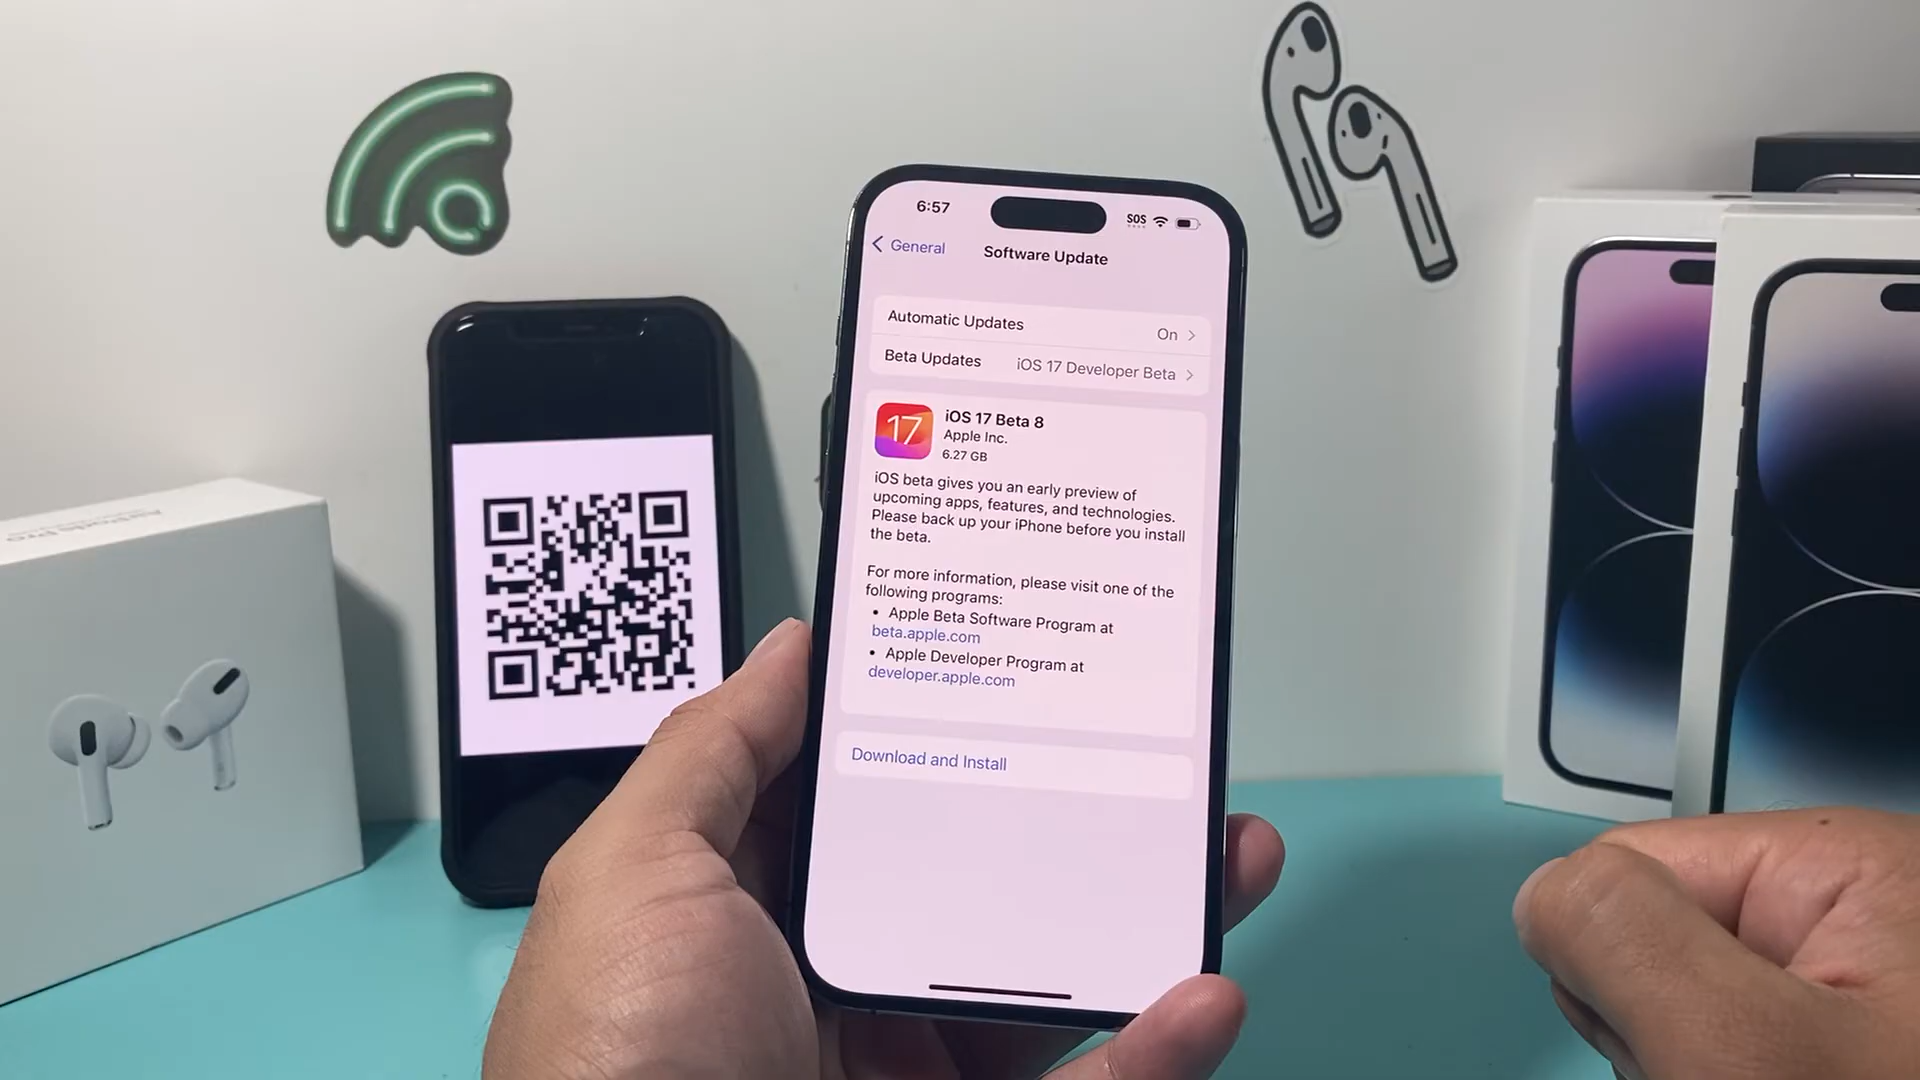 6:57
SOS
General
Software Update
Automatic Updates
On
Beta Updates
iOS 17 Developer Beta
17
iOS 17 Beta 8
Apple Inc.
6.27 GB
iOS beta gives you an early preview of
upcoming apps, features, and technologies.
Please back up your iPhone before you install
the beta.
For more information, please visit one of the
following programs:
• Apple Beta Software Program at
beta.apple.com
• Apple Developer Program at
developer.apple.com
Download and Install
AirPods Pro